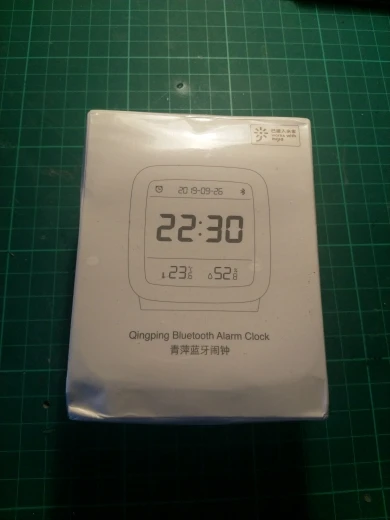 2019-09-26
22:30
23
52
Qingping Bluetooth Alarm Clock
青萍蓝牙闹钟